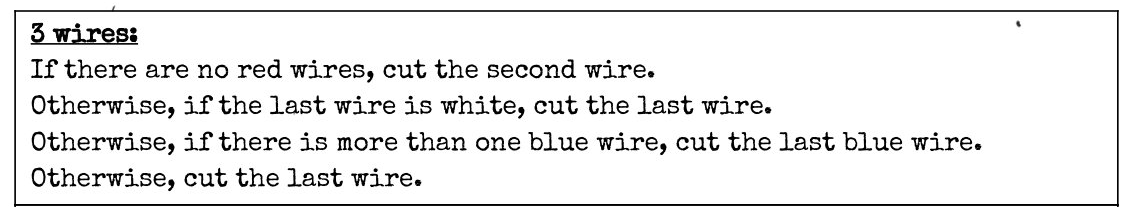 3 wires:
If there are no red wires, cut the second wire.
Otherwise, if the last wire is white, cut the last wire.
Otherwise, if there is more than one blue wire, cut the last blue wire.
Otherwise, cut the last wire.